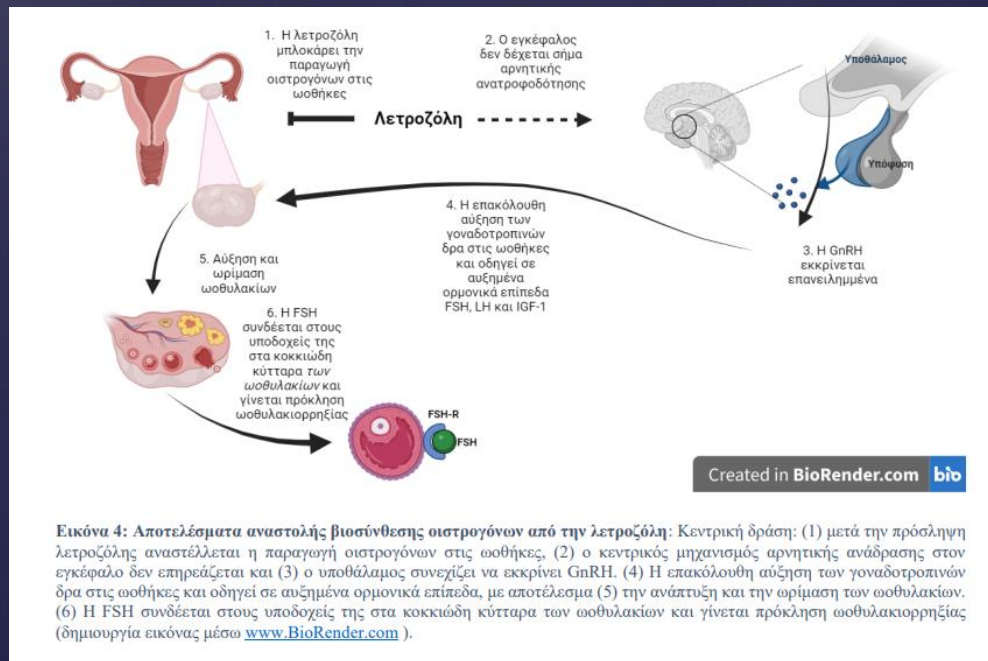 1. Η λετροζόλη
μπλοκάρει την
παραγωγή
οιστρογόνων στις
ωοθήκες
2. Ο εγκέφαλος
δεν δέχεται σήμα
αρνητικής
ανατροφοδότησης
Λετροζόλη
Υποθάλαμος
Υπόφυση
3. Η GnRH
εκκρίνεται
επανειλημμένα
4. Η επακόλουθη
αύξηση των
γοναδοτροπινών
δρα στις ωοθήκες
και οδηγεί σε
αυξημένα
ορμονικά επίπεδα
FSH, LH και IGF-1
5. Αύξηση και
ωρίμαση
ωοθυλακίων
6. Η FSH
συνδέεται στους
υποδοχείς της
στα κοκκιώδη
κύτταρα των
ωοθυλακίων και
γίνεται πρόκληση
ωοθυλακιορρηξίας
FSH-R
FSH
Created in BioRender.com bio
Εικόνα 4: Αποτελέσματα αναστολής βιοσύνθεσης οιστρογόνων από την λετροζόλη: Κεντρική δράση: (1) μετά την πρόσληψη
λετροζόλης αναστέλλεται η παραγωγή οιστρογόνων στις ωοθήκες, (2) ο κεντρικός μηχανισμός αρνητικής ανάδρασης στον
εγκέφαλο δεν επηρεάζεται και (3) ο υποθάλαμος συνεχίζει να εκκρίνει GnRH. (4) Η επακόλουθη αύξηση των γοναδοτροπινών
δρα στις ωοθήκες και οδηγεί σε αυξημένα ορμονικά επίπεδα, με αποτέλεσμα (5) την ανάπτυξη και την ωρίμαση των ωοθυλακίων.
(6) Η FSH συνδέεται στους υποδοχείς της στα κοκκιώδη κύτταρα των ωοθυλακίων και γίνεται πρόκληση ωοθυλακιορρηξίας
(δημιουργία εικόνας μέσω www.BioRender.com ).